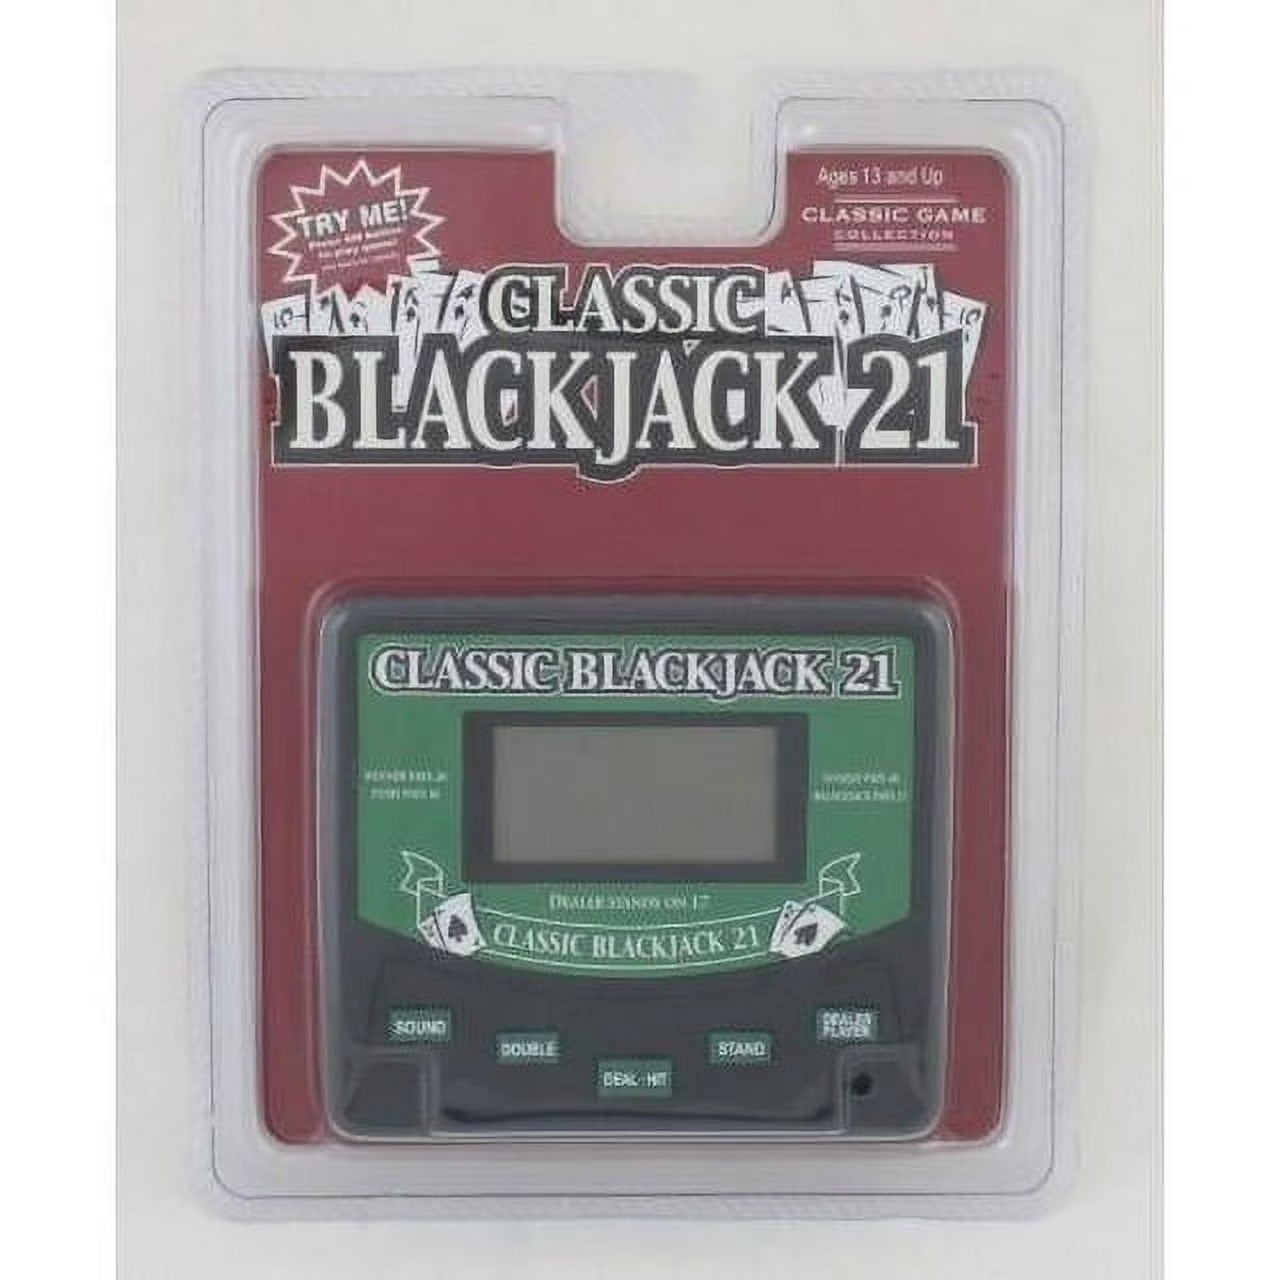 TRY ME!
Ages 13 and Up
CLASSIC GAME
COLLECTION
CLASSIC
BLACKJACK 21
CLASSIC BLACKJACK 21
DEALER STANDS ON 17
CLASSIC BLACKJACK 21
SOUND
DOUBLE
DEAL HIT
STAND
DEALER
PLAYER